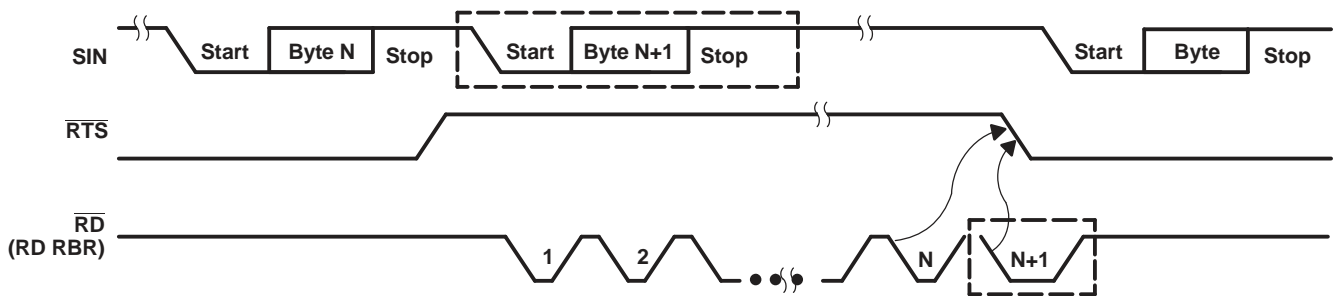 SIN Start Byte N Stop Start Byte N+1 Stop Start Byte Stop
RTS
RD
(RD RBR) 1 2 N N+1